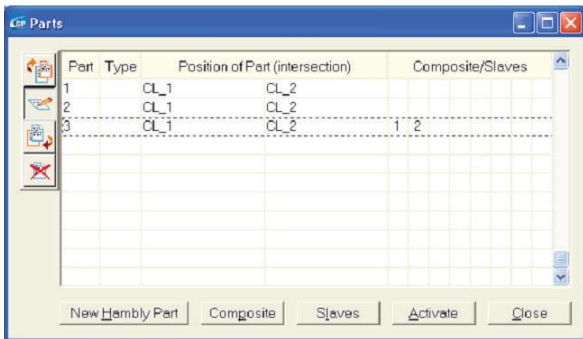 CSP Parts
Part Type Position of Part (intersection) Composite/Slaves
1 CL_1 CL_2
2 CL_1 CL_2
3 CL_1 CL_2 1 2
New Hambly Part Composite Slaves Activate Close